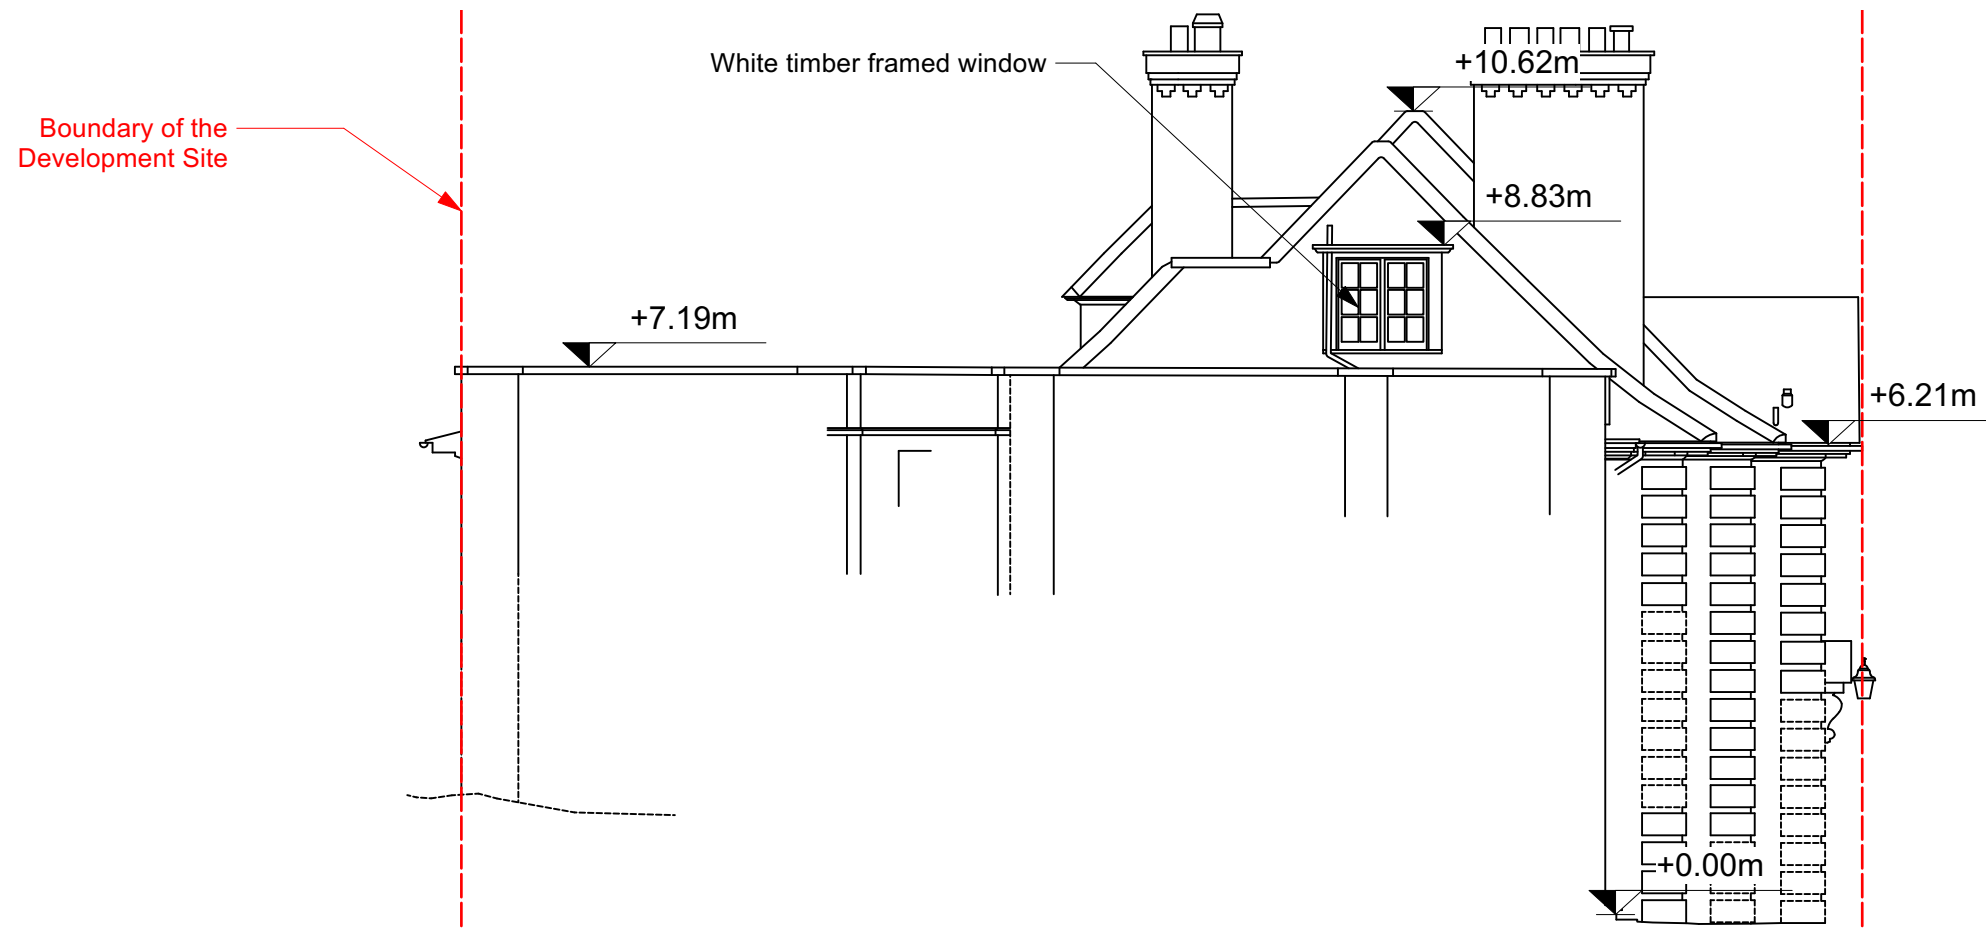 White timber framed window
+10.62m
Boundary of the
Development Site
+8.83m
+7.19m
+6.21m
+0.00m